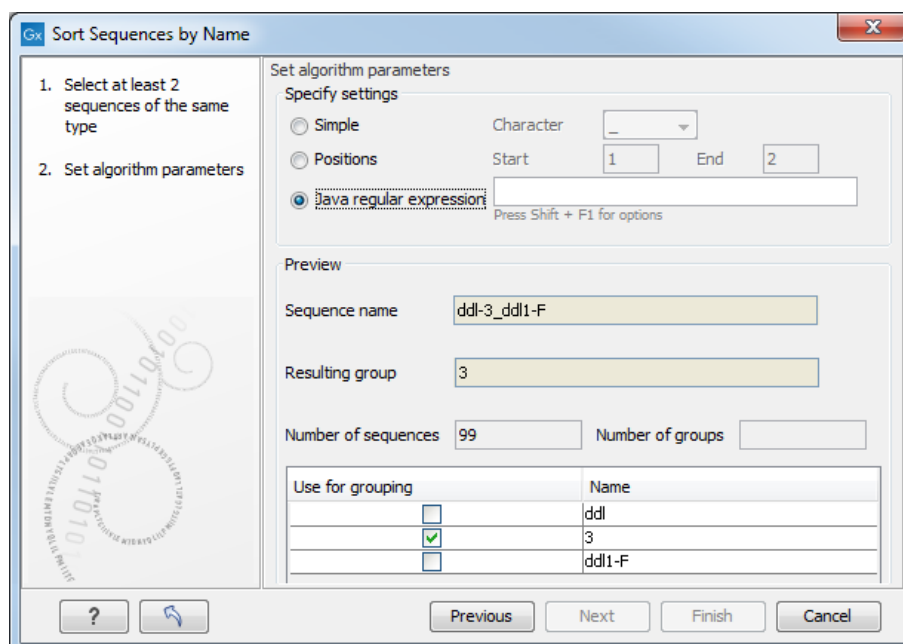 Gx Sort Sequences by Name
1. Select at least 2 sequences of the same type
2. Set algorithm parameters
Set algorithm parameters
Specify settings
Simple Character _
Positions Start 1 End 2
Java regular expression
Press Shift + F1 for options
Preview
Sequence name ddl-3_ddl1-F
Resulting group 3
Number of sequences 99 Number of groups
Use for grouping Name
ddl
3
ddl1-F
? Previous Next Finish Cancel